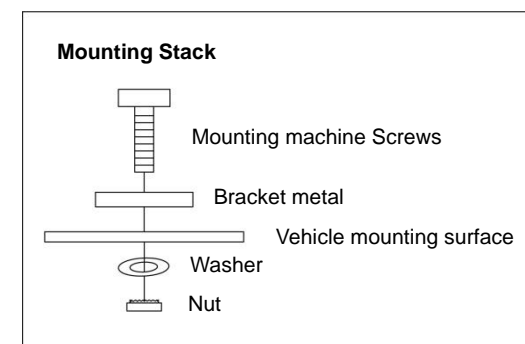 Mounting Stack
Mounting machine Screws
Bracket metal
Vehicle mounting surface
Washer
Nut